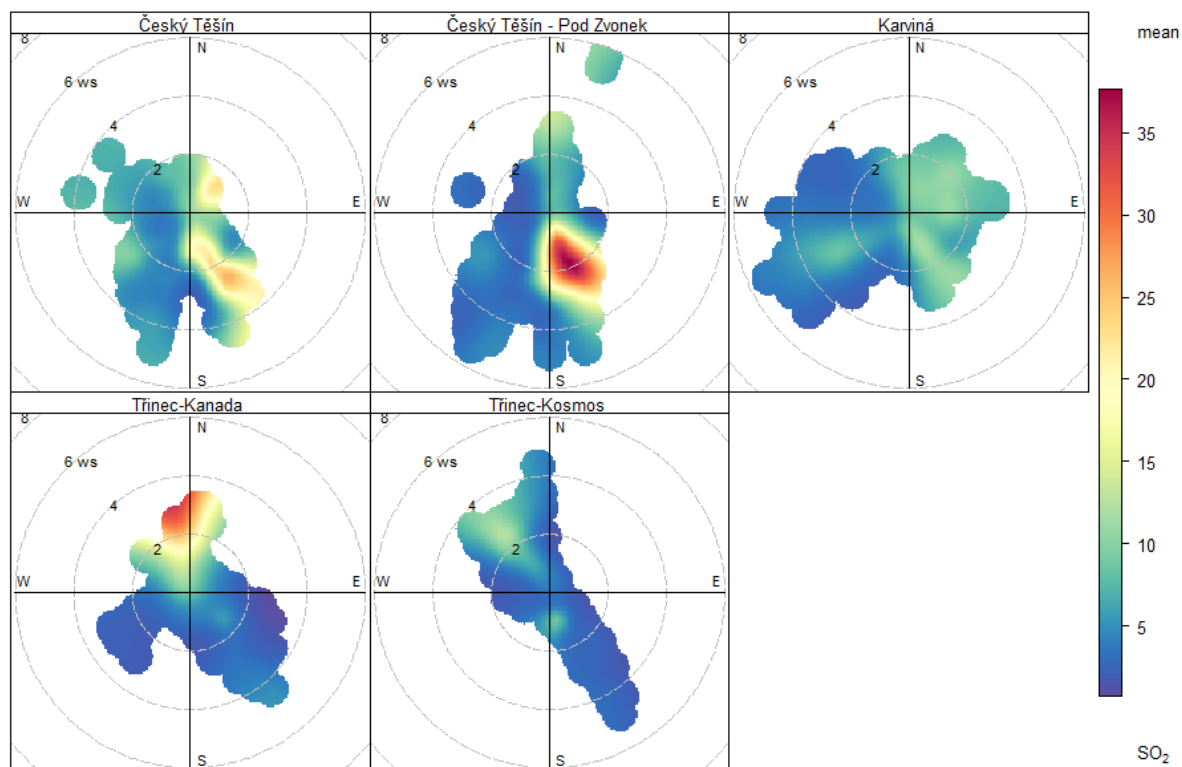 Český Těšín
Český Těšín - Pod Zvonek
Karviná
mean
8
N
6 ws
4
2
W
E
S
8
N
6 ws
4
2
W
E
S
8
N
6 ws
4
2
W
E
S
35
30
25
20
15
10
5
Třinec-Kanada
Třinec-Kosmos
8
N
6 ws
4
2
W
E
S
8
N
6 ws
4
2
W
E
S
SO₂